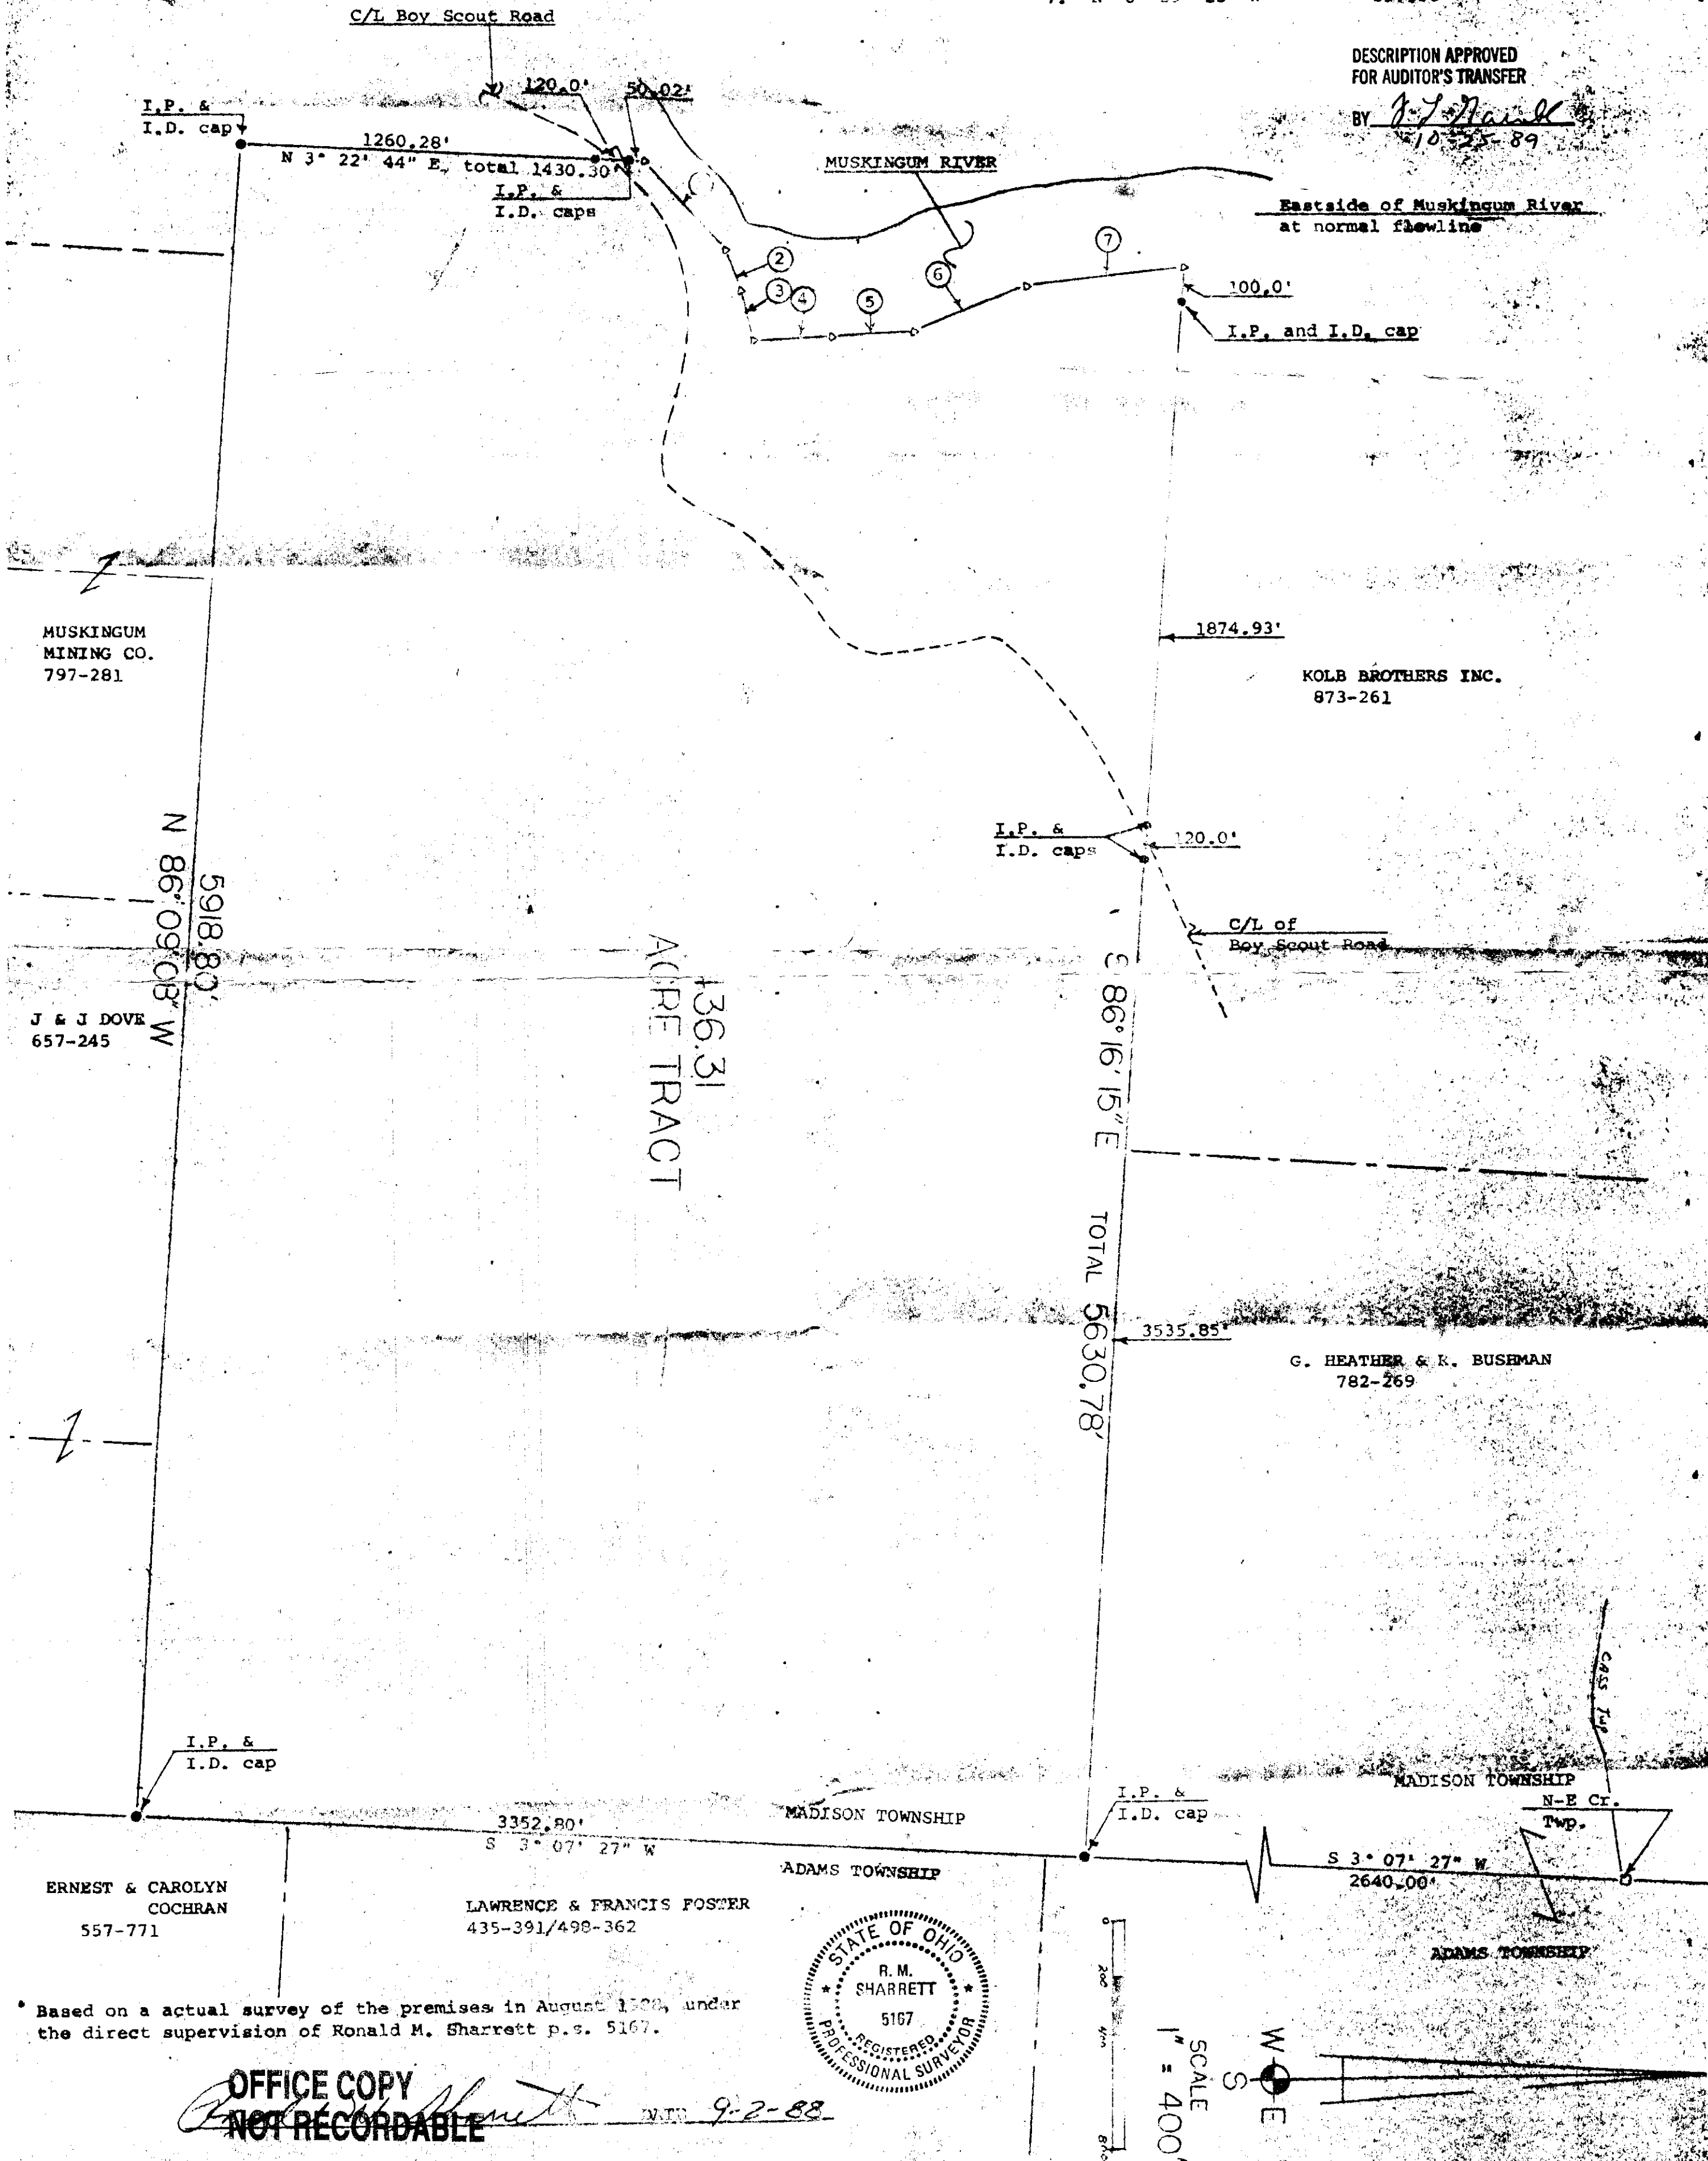 C/L Boy Scout Road
DESCRIPTION APPROVED
FOR AUDITOR'S TRANSFER
BY
10-25-89
120.0'
50.02'
I.P. &
I.D. cap
1260.28'
N 3° 22' 44" E, total 1430.30'
I.P. &
I.D. caps
MUSKINGUM RIVER
Eastside of Muskingum River
at normal flowline
2
3
4
5
6
7
100.0'
I.P. and I.D. cap
MUSKINGUM
MINING CO.
797-281
1874.93'
KOLB BROTHERS INC.
873-261
I.P. &
I.D. caps
120.0'
C/L of
Boy Scout Road
5918.80'
N 86° 09' 08" W
J & J DOVE
657-245
36.31
ACRE TRACT
86° 16' 15" E TOTAL 5630.78'
3535.85'
G. HEATHER & K. BUSHMAN
782-269
CASS Twp
I.P. &
I.D. cap
MADISON TOWNSHIP
3352.80'
S 3° 07' 27" W
ADAMS TOWNSHIP
I.P. &
I.D. cap
MADISON TOWNSHIP
N-E Cr.
Twp.
S 3° 07' 27" W
2640.00'
ADAMS TOWNSHIP
ERNEST & CAROLYN
COCHRAN
557-771
LAWRENCE & FRANCIS FOSTER
435-391/498-362
STATE OF OHIO
R. M.
SHARRETT
5167
REGISTERED
PROFESSIONAL SURVEYOR
0
200
SCALE
1" = 400'
W
S
E
* Based on a actual survey of the premises in August under
the direct supervision of Ronald M. Sharrett p.s. 5167.
OFFICE COPY
NOT RECORDABLE
DATE 9-2-88